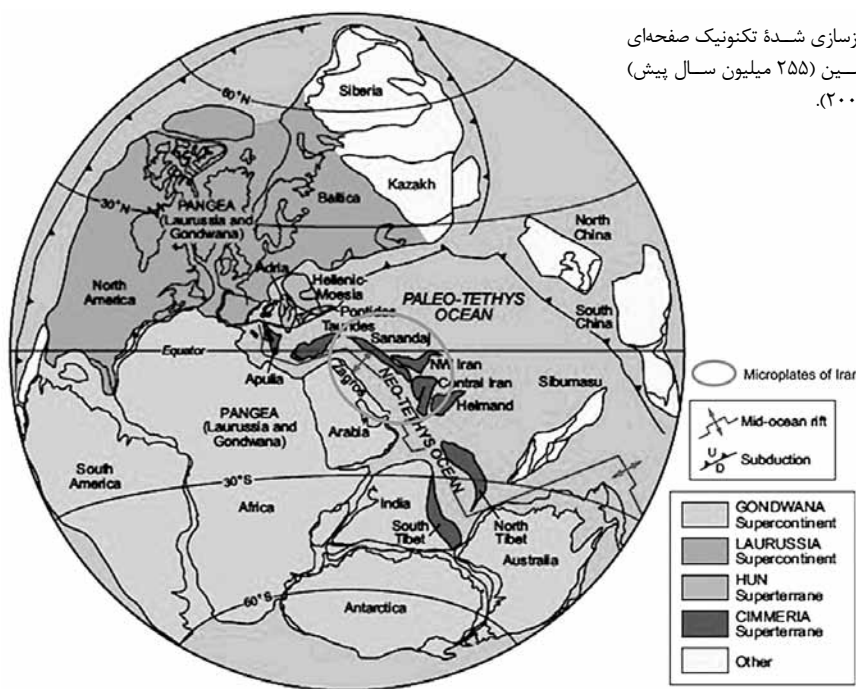 زسازی شــدهٔ تکتونیک صفحه‌ای
ـــین (۲۵۵ میلیون ســال پیش)
۲۰۰).
60°N
Siberia
Kazakh
Baltica
30°N
PANGEA
(Laurussia and
Gondwana)
North
America
North
China
South
China
Adria
Hellenic-
Moesia
Pontides
Taurides
PALEO-TETHYS
OCEAN
Sanandaj
Equator
Apulia
Zagros
NW Iran
Central Iran
Helmand
Sibumasu
NEO-TETHYS OCEAN
PANGEA
(Laurussia and
Gondwana)
Arabia
South
America
30°S
Africa
India
South
Tibet
North
Tibet
Australia
60°S
Antarctica
Microplates of Iran
Mid-ocean rift
U
D
Subduction
GONDWANA
Supercontinent
LAURUSSIA
Supercontinent
HUN
Superterrane
CIMMERIA
Superterrane
Other